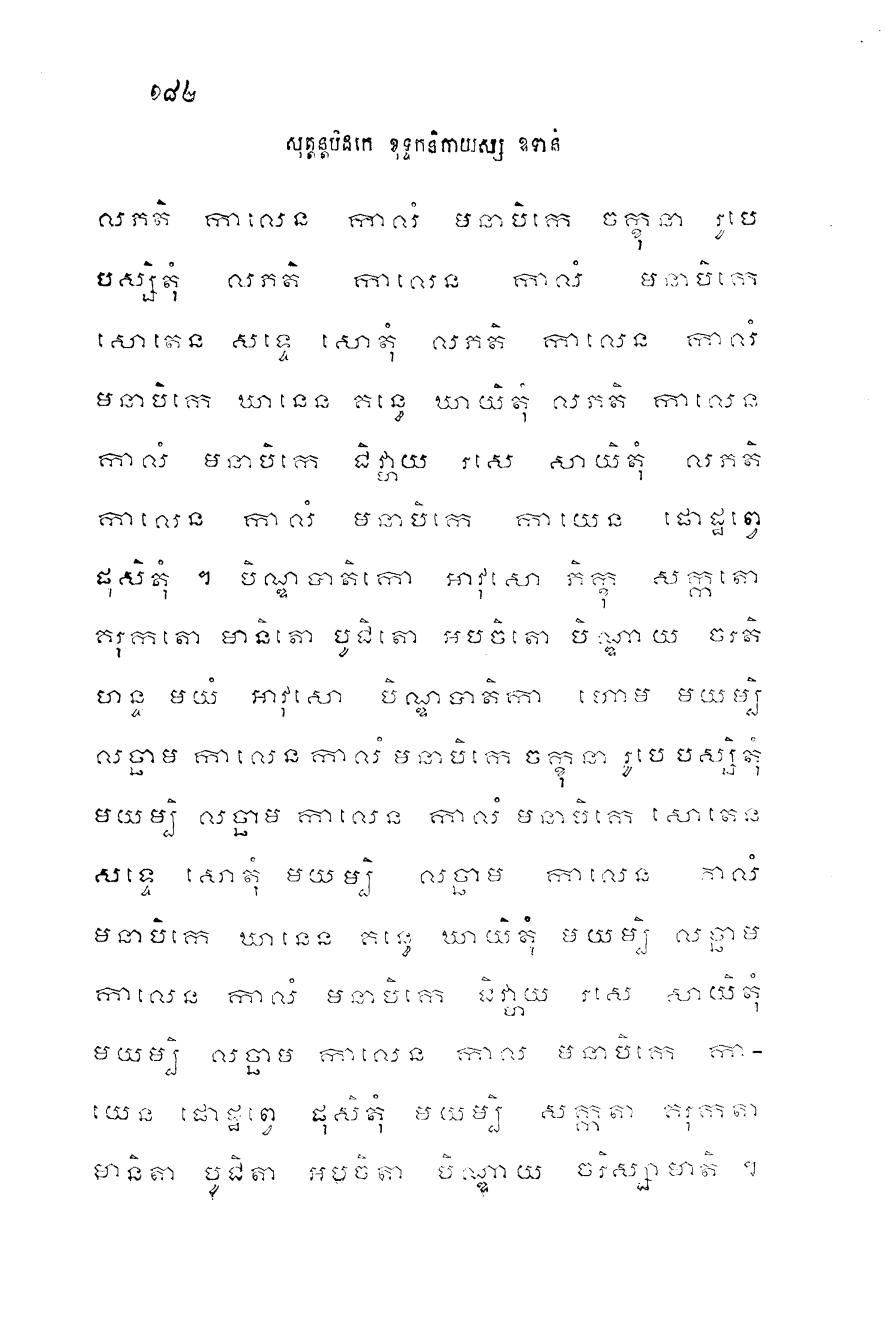 ១៨៤
សុត្តន្តបិដកេ ខុទ្ទកនិកាយស្ស ឧទានំ
លភតិ កាលេន កាលំ មនាបិកេ ចក្ខុនា រូបេ
បស្សិតុំ លភតិ កាលេន កាលំ មនាបិកេ
សោតេន សទ្ទេ សោតុំ លភតិ កាលេន កាលំ
មនាបិកេ ឃានេន គន្ធេ ឃាយិតុំ លភតិ កាលេន
កាលំ មនាបិកេ ជិវ្ហាយ រសេ សាយិតុំ លភតិ
កាលេន កាលំ មនាបិកេ កាយេន ផោដ្ឋព្វេ
ផុសិតុំ ។ បិណ្ឌបាតិកោ អាវុសោ ភិក្ខុ សក្កតោ
គរុកតោ មានិតោ បូជិតោ អបចិតោ បិណ្ឌាយ ចរតិ
ហន្ទ មយំ អាវុសោ បិណ្ឌបាតិកា ហោម មយម្បិ
លច្ឆាម កាលេន កាលំ មនាបិកេ ចក្ខុនា រូបេ បស្សិតុំ
មយម្បិ លច្ឆាម កាលេន កាលំ មនាបិកេ សោតេន
សទ្ទេ សោតុំ មយម្បិ លច្ឆាម កាលេន កាលំ
មនាបិកេ ឃានេន គន្ធេ ឃាយិតុំ មយម្បិ លច្ឆាម
កាលេន កាលំ មនាបិកេ ជិវ្ហាយ រសេ សាយិតុំ
មយម្បិ លច្ឆាម កាលេន កាល មនាបិកេ កា-
យេន ផោដ្ឋព្វេ ផុសិតុំ មយម្បិ សក្កតា គរុកតា
មានិតា បូជិតា អបចិតា បិណ្ឌាយ ចរិស្សាមាតិ ។